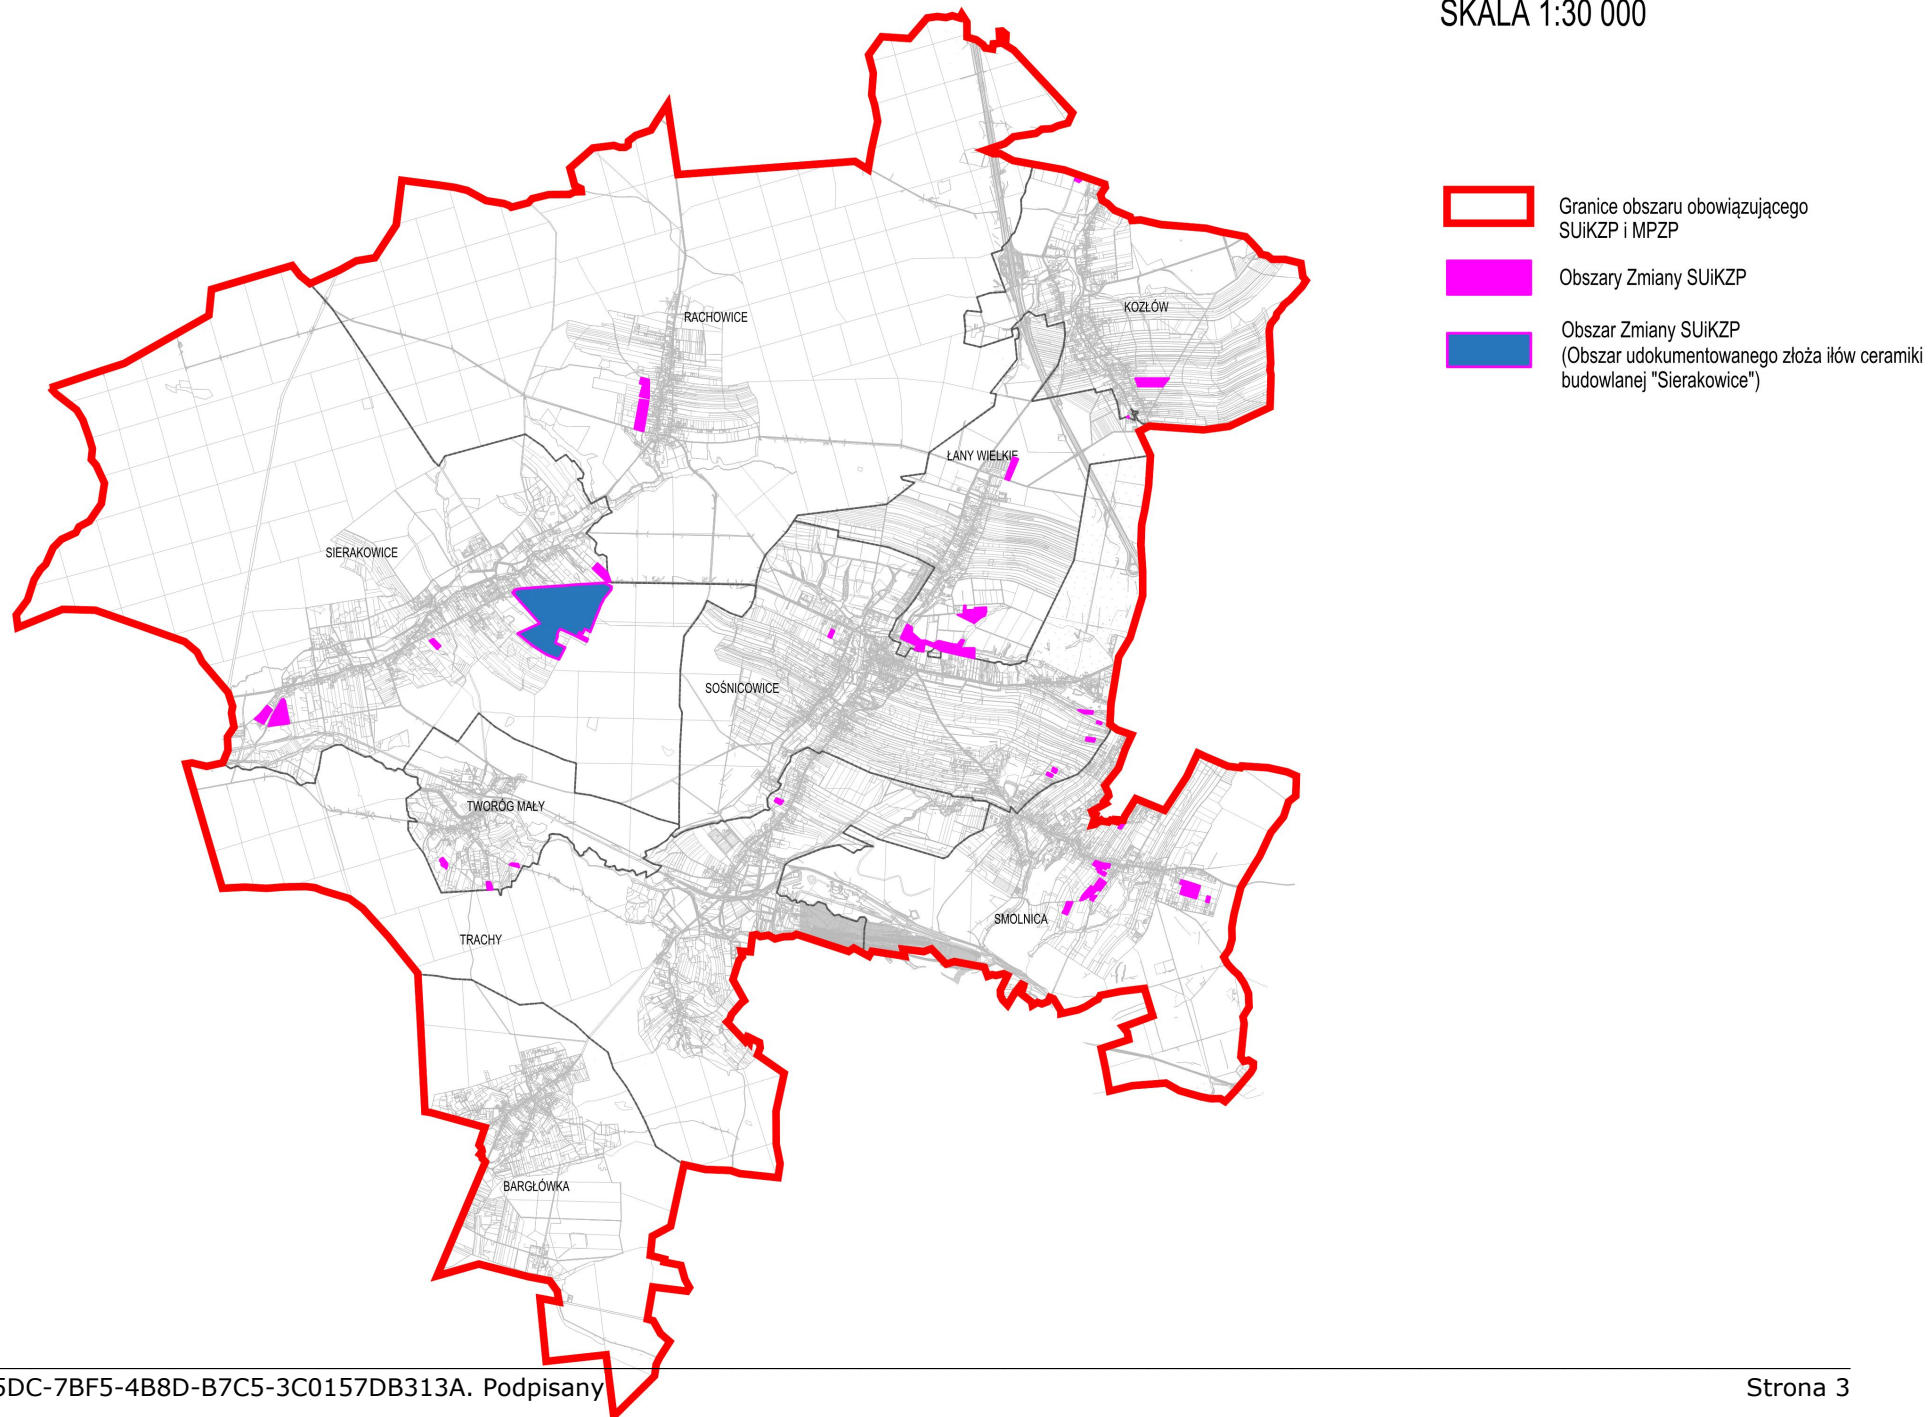 SKALA 1:30 000
Granice obszaru obowiązującego
SUiKZP i MPZP
Obszary Zmiany SUiKZP
Obszar Zmiany SUiKZP
(Obszar udokumentowanego złoża iłów ceramiki
budowlanej "Sierakowice")
RACHOWICE
KOZŁÓW
ŁANY WIELKIE
SIERAKOWICE
SOŚNICOWICE
TWORÓG MAŁY
SMOLNICA
TRACHY
BARGŁÓWKA
5DC-7BF5-4B8D-B7C5-3C0157DB313A. Podpisany
Strona 3